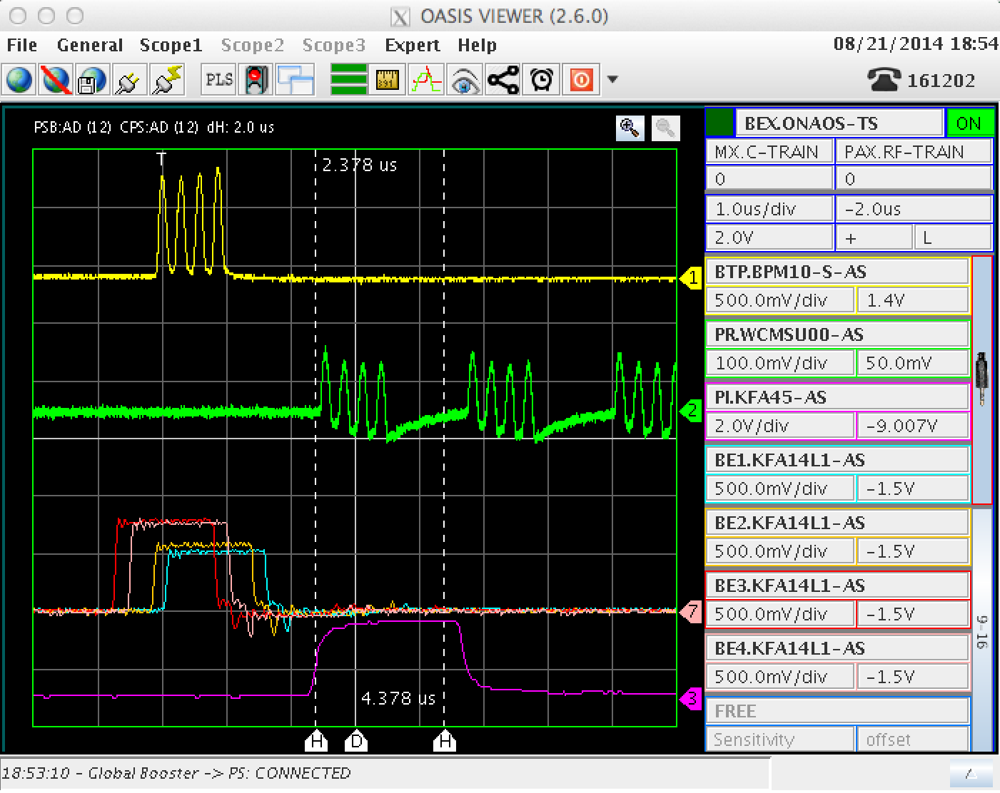 X OASIS VIEWER (2.6.0)
File General Scope1 Scope2 Scope3 Expert Help 08/21/2014 18:54
PLS 161202
PSB:AD (12) CPS:AD (12) dH: 2.0 us
T
2.378 us
1
2
7
4.378 us
3
H D H
BEX.ONAOS-TS ON
MX.C-TRAIN PAX.RF-TRAIN
0 0
1.0us/div -2.0us
2.0V + L
BTP.BPM10-S-AS
500.0mV/div 1.4V
PR.WCMSU00-AS
100.0mV/div 50.0mV
PI.KFA45-AS
2.0V/div -9.007V
BE1.KFA14L1-AS
500.0mV/div -1.5V
BE2.KFA14L1-AS
500.0mV/div -1.5V
BE3.KFA14L1-AS
500.0mV/div -1.5V
BE4.KFA14L1-AS
500.0mV/div -1.5V
FREE
Sensitivity offset
9-16
18:53:10 - Global Booster -> PS: CONNECTED